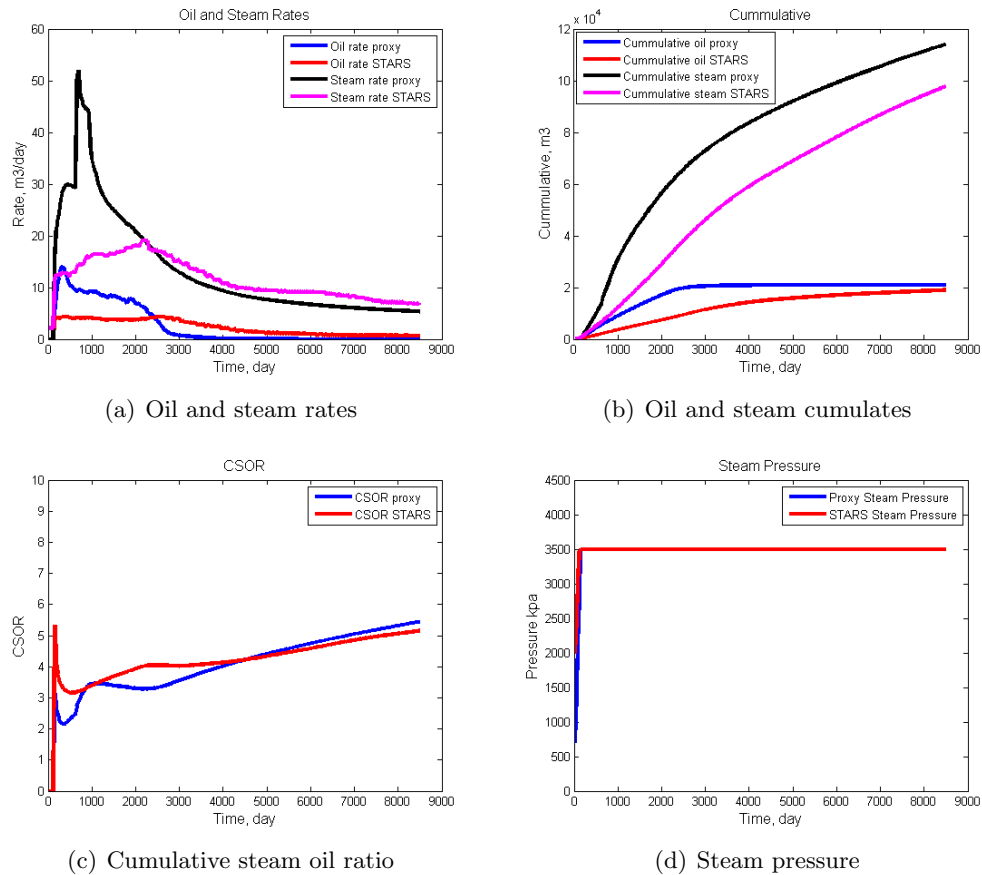 Oil and Steam Rates
60
50
40
30
20
10
0
Rate, m3/day
Oil rate proxy
Oil rate STARS
Steam rate proxy
Steam rate STARS
0 1000 2000 3000 4000 5000 6000 7000 8000 9000
Time, day
(a) Oil and steam rates
Cummulative
x 10^4
12
10
8
6
4
2
0
Cummulative, m3
Cummulative oil proxy
Cummulative oil STARS
Cummulative steam proxy
Cummulative steam STARS
0 1000 2000 3000 4000 5000 6000 7000 8000 9000
Time, day
(b) Oil and steam cumulates
CSOR
10
9
8
7
6
5
4
3
2
1
0
CSOR
CSOR proxy
CSOR STARS
0 1000 2000 3000 4000 5000 6000 7000 8000 9000
Time, day
(c) Cumulative steam oil ratio
Steam Pressure
4500
4000
3500
3000
2500
2000
1500
1000
500
0
Pressure kpa
Proxy Steam Pressure
STARS Steam Pressure
0 1000 2000 3000 4000 5000 6000 7000 8000 9000
Time, day
(d) Steam pressure